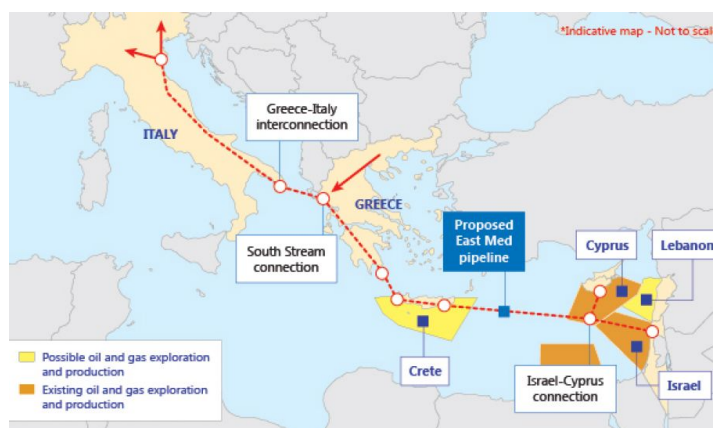 *Indicative map - Not to scal
Greece-Italy
interconnection
ITALY
GREECE
South Stream
connection
Proposed
East Med
pipeline
Cyprus
Lebanon
Crete
Israel-Cyprus
connection
Israel
Possible oil and gas exploration
and production
Existing oil and gas exploration
and production